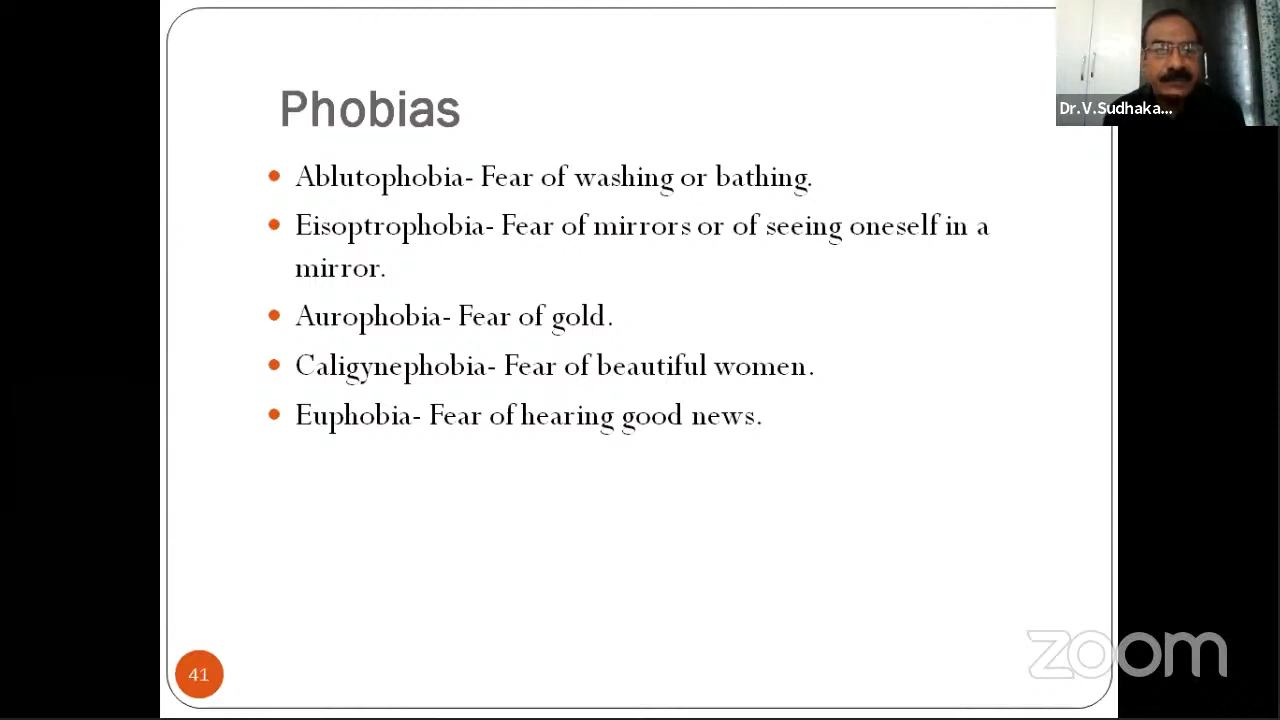 Phobias
Ablutophobia- Fear of washing or bathing.
Eisoptrophobia- Fear of mirrors or of seeing oneself in a
mirror.
Aurophobia- Fear of gold.
Caligynephobia- Fear of beautiful women.
Euphobia- Fear of hearing good news.
Dr.V.Sudhaka...
41
zoom